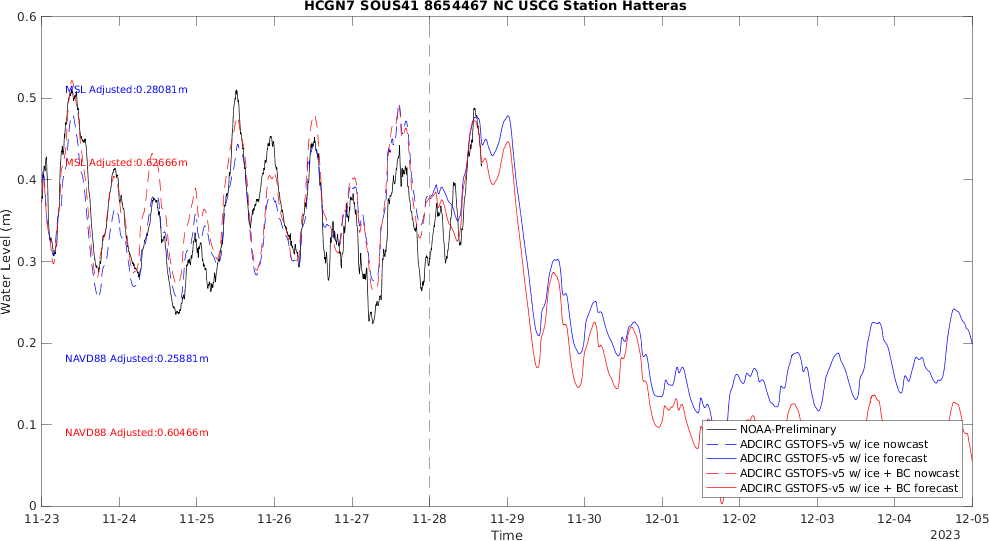 HCGN7 SOUS41 8654467 NC USCG Station Hatteras
0.6
0.5
0.4
0.3
0.2
0.1
0
Water Level (m)
MSL Adjusted:0.28081m
MSL Adjusted:0.62666m
NAVD88 Adjusted:0.25881m
NAVD88 Adjusted:0.60466m
NOAA-Preliminary
ADCIRC GSTOFS-v5 w/ ice nowcast
ADCIRC GSTOFS-v5 w/ ice forecast
ADCIRC GSTOFS-v5 w/ ice + BC nowcast
ADCIRC GSTOFS-v5 w/ ice + BC forecast
11-23 11-24 11-25 11-26 11-27 11-28 11-29 11-30 12-01 12-02 12-03 12-04 12-05
Time
2023